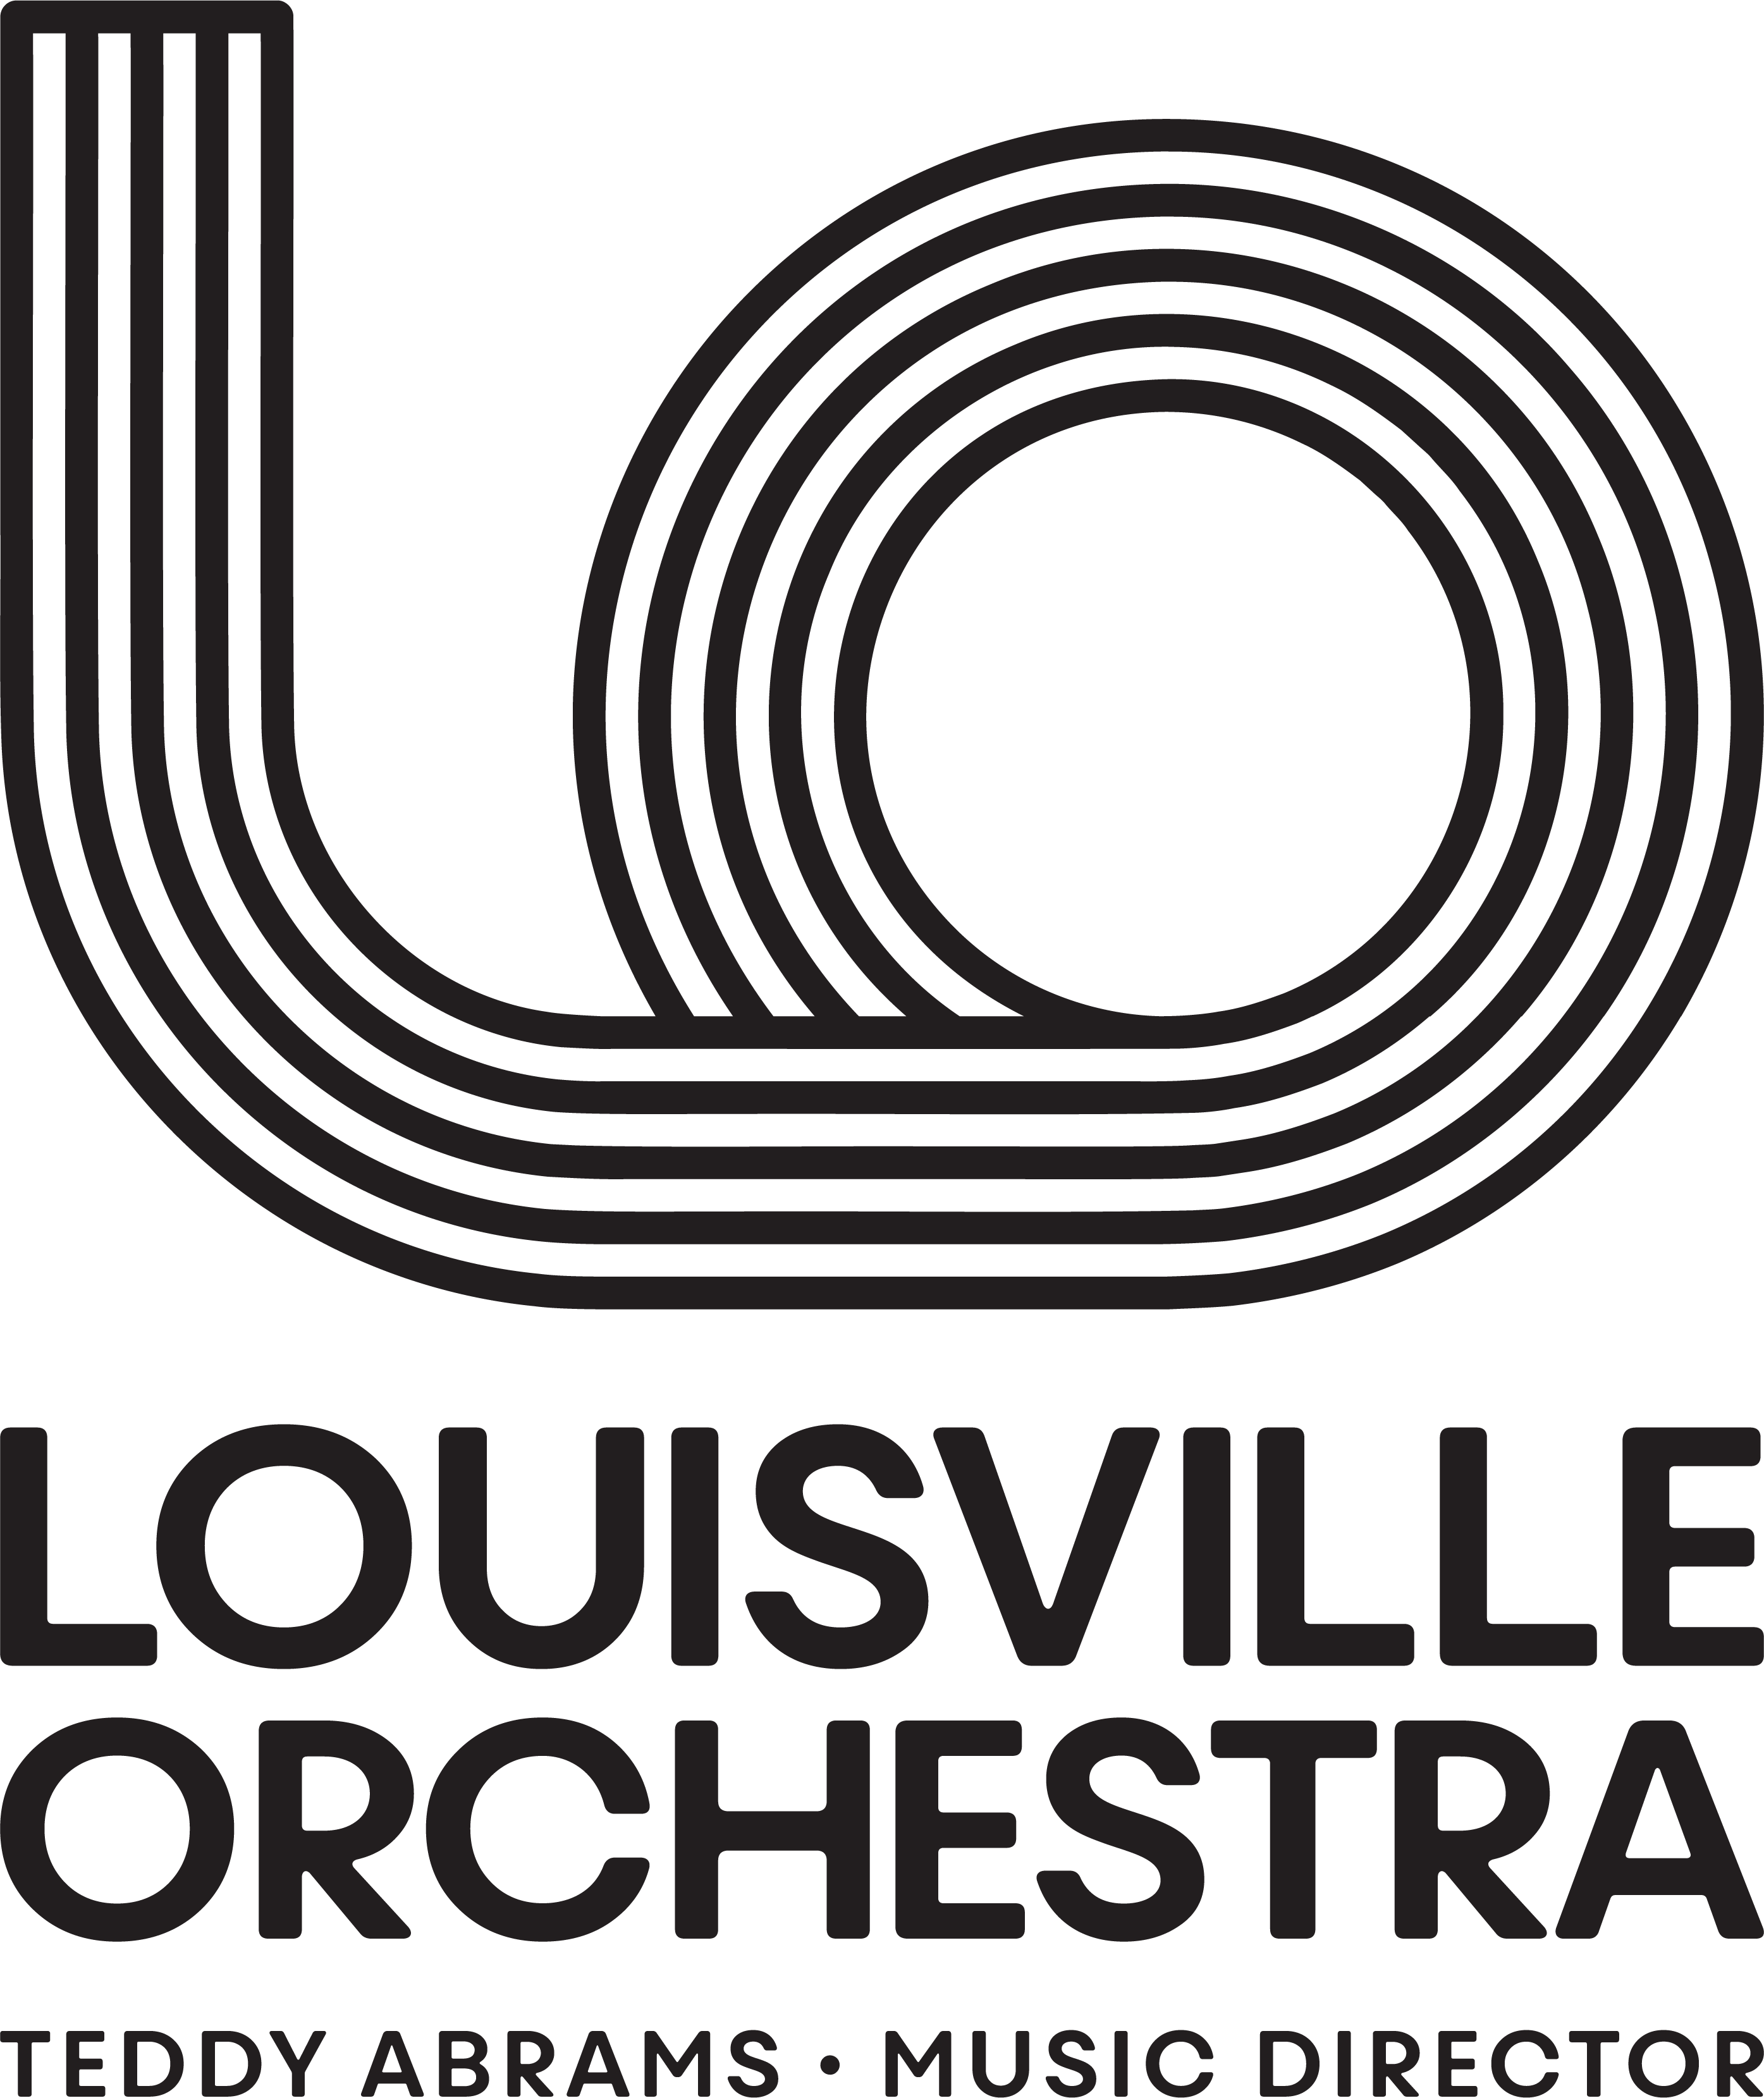 LOUISVILLE
ORCHESTRA
TEDDY ABRAMS • MUSIC DIRECTOR